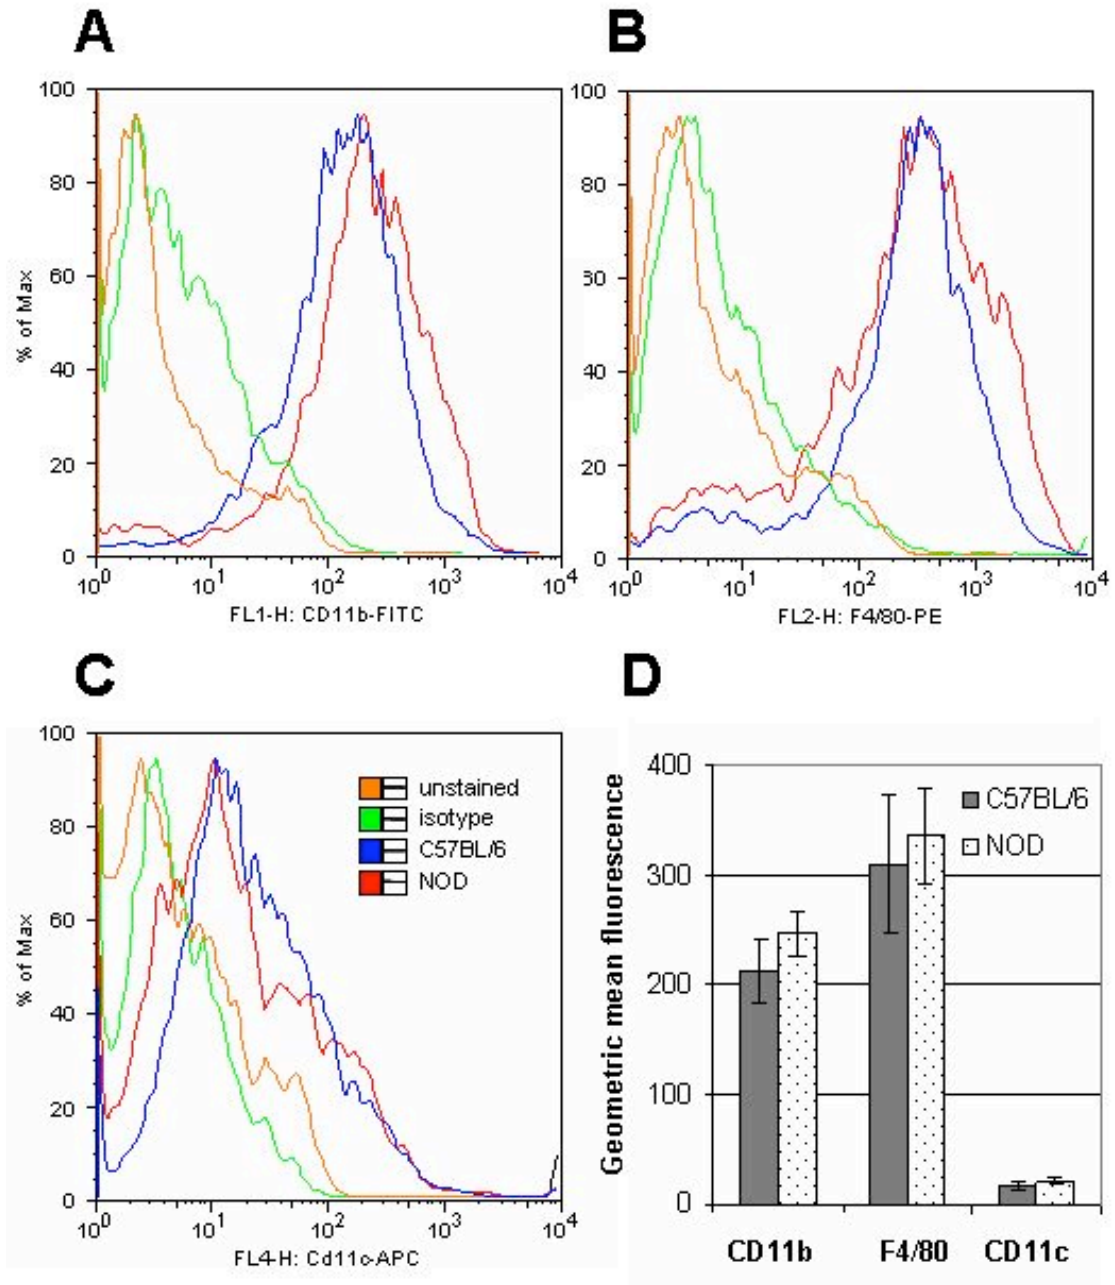 A
100
80
60
40
20
0
% of Max
10^0 10^1 10^2 10^3 10^4
FL1-H: CD11b-FITC
B
100
80
50
40
20
0
10^0 10^1 10^2 10^3 10^4
FL2-H: F4/80-PE
C
100
80
60
40
20
0
% of Max
unstained
isotype
C57BL/6
NOD
10^0 10^1 10^2 10^3 10^4
FL4-H: Cd11c-APC
D
400
300
200
100
0
Geometric mean fluorescence
C57BL/6
NOD
CD11b F4/80 CD11c